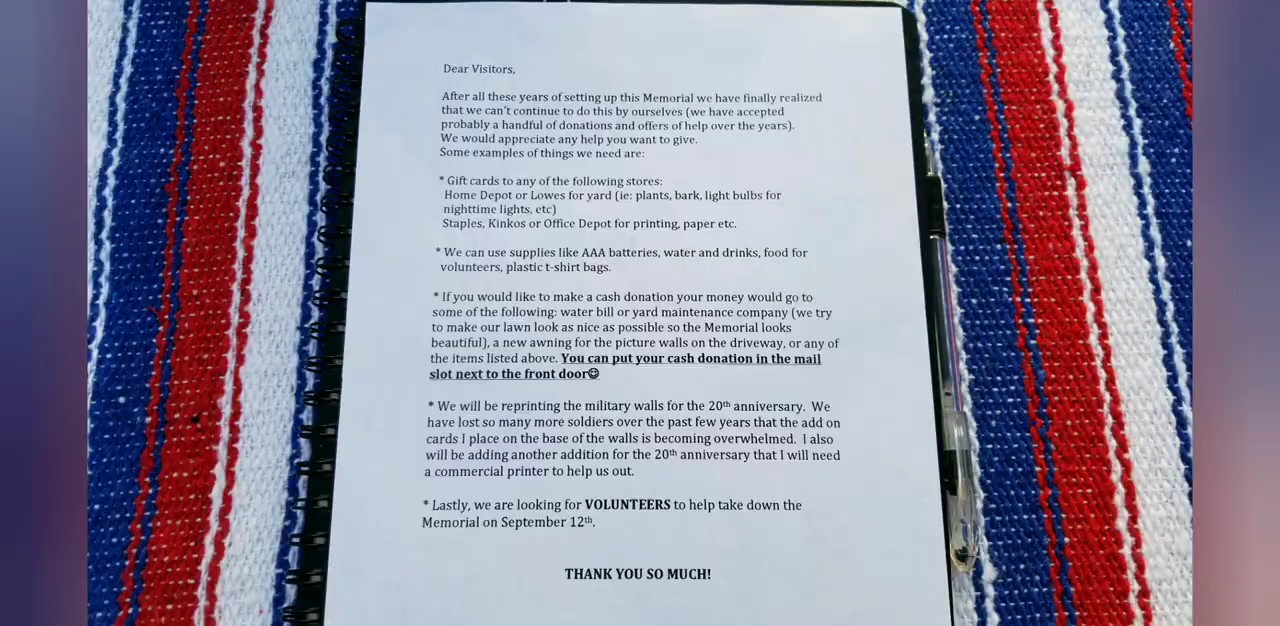 Dear Visitors,
After all these years of setting up this Memorial we have finally realized
that we can't continue to do this by ourselves (we have accepted
probably a handful of donations and offers of help over the years).
We would appreciate any help you want to give.
Some examples of things we need are:
* Gift cards to any of the following stores:
Home Depot or Lowes for yard (ie: plants, bark, light bulbs for
nighttime lights, etc)
Staples, Kinkos or Office Depot for printing, paper etc.
* We can use supplies like AAA batteries, water and drinks, food for
volunteers, plastic t-shirt bags.
* If you would like to make a cash donation your money would go to
some of the following: water bill or yard maintenance company (we try
to make our lawn look as nice as possible so the Memorial looks
beautiful), a new awning for the picture walls on the driveway, or any of
the items listed above. You can put your cash donation in the mail
slot next to the front door☺
* We will be reprinting the military walls for the 20th anniversary. We
have lost so many more soldiers over the past few years that the add on
cards I place on the base of the walls is becoming overwhelmed. I also
will be adding another addition for the 20th anniversary that I will need
a commercial printer to help us out.
* Lastly, we are looking for VOLUNTEERS to help take down the
Memorial on September 12th.
THANK YOU SO MUCH!